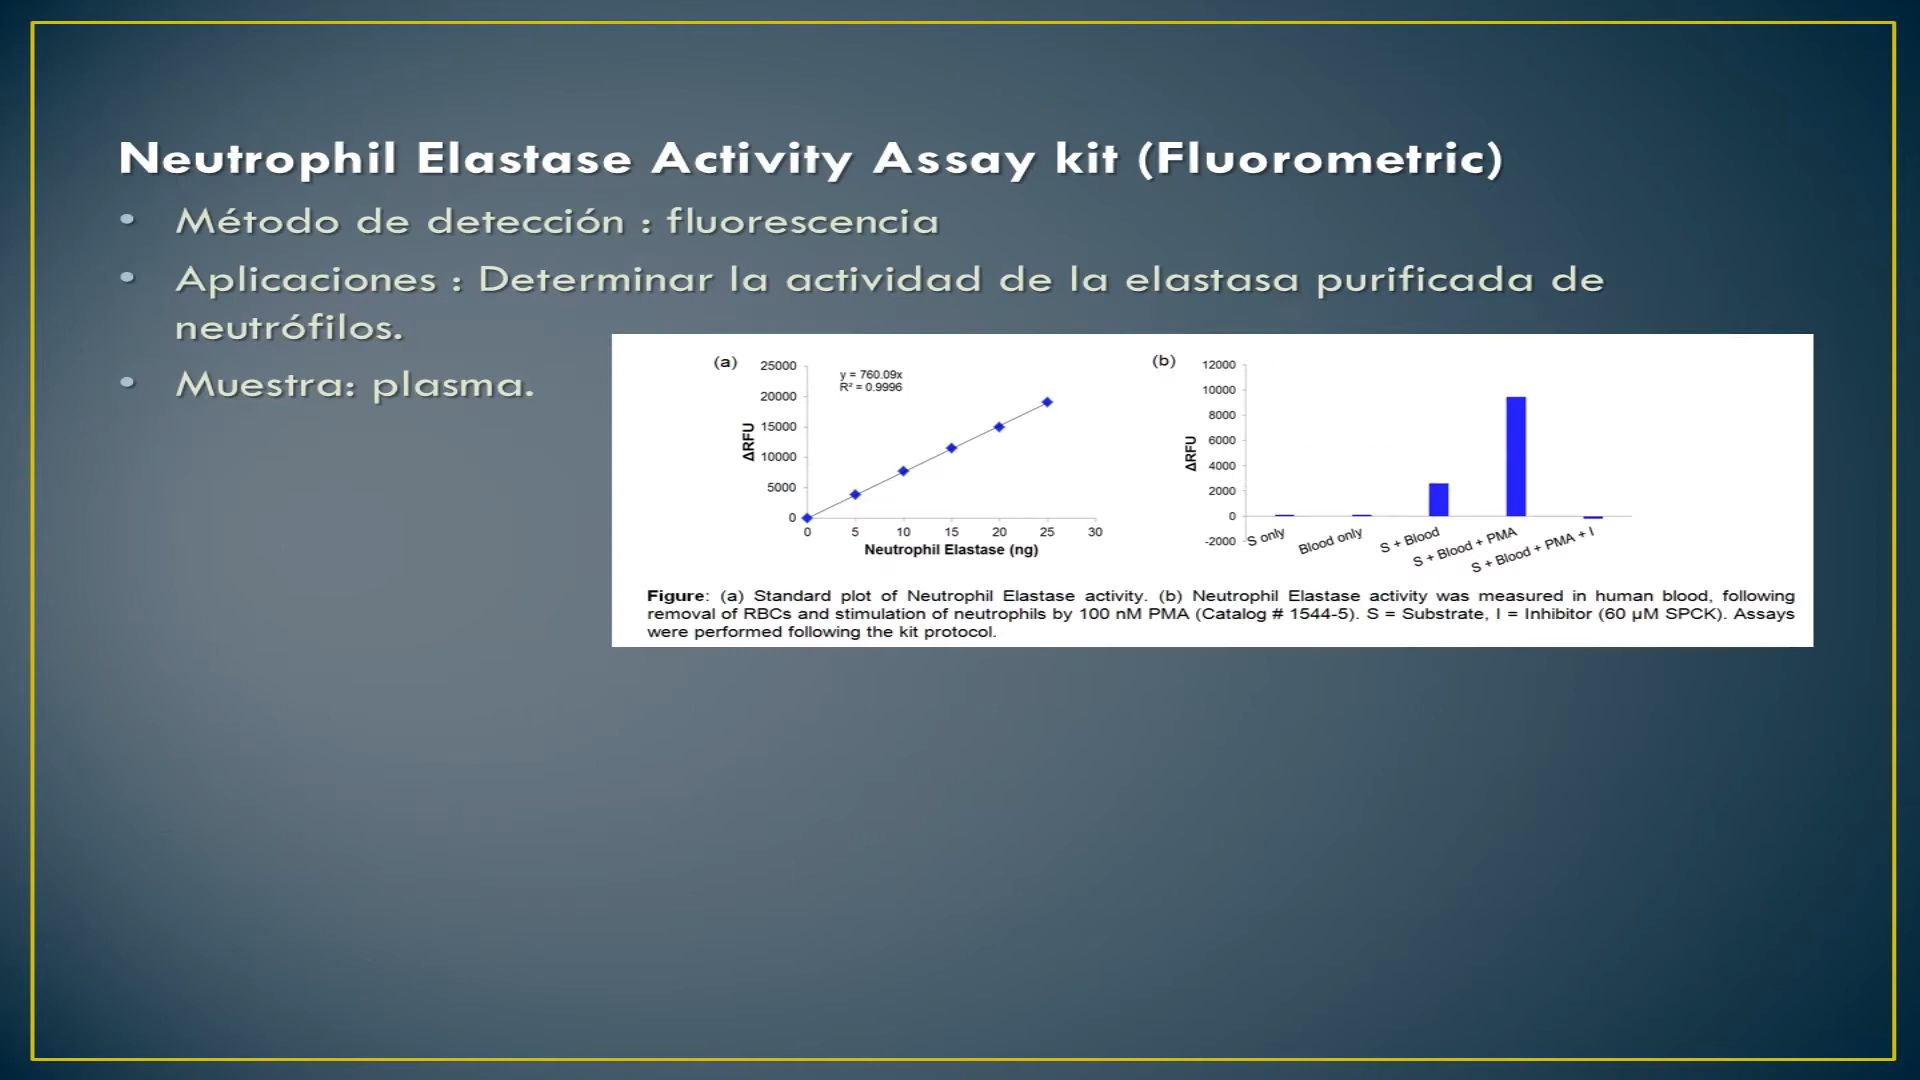 Neutrophil Elastase Activity Assay kit (Fluorometric)
• Método de detección : fluorescencia
• Aplicaciones : Determinar la actividad de la elastasa purificada de
neutrófilos.
• Muestra: plasma.
(a)
25000
20000
15000
10000
5000
0
ΔRFU
y = 760.09x
R² = 0.9996
0 5 10 15 20 25 30
Neutrophil Elastase (ng)
(b)
12000
10000
8000
6000
4000
2000
0
-2000
ΔRFU
S only
Blood only
S + Blood
S + Blood + PMA
S + Blood + PMA + I
Figure: (a) Standard plot of Neutrophil Elastase activity. (b) Neutrophil Elastase activity was measured in human blood, following
removal of RBCs and stimulation of neutrophils by 100 nM PMA (Catalog # 1544-5). S = Substrate, I = Inhibitor (60 µM SPCK). Assays
were performed following the kit protocol.